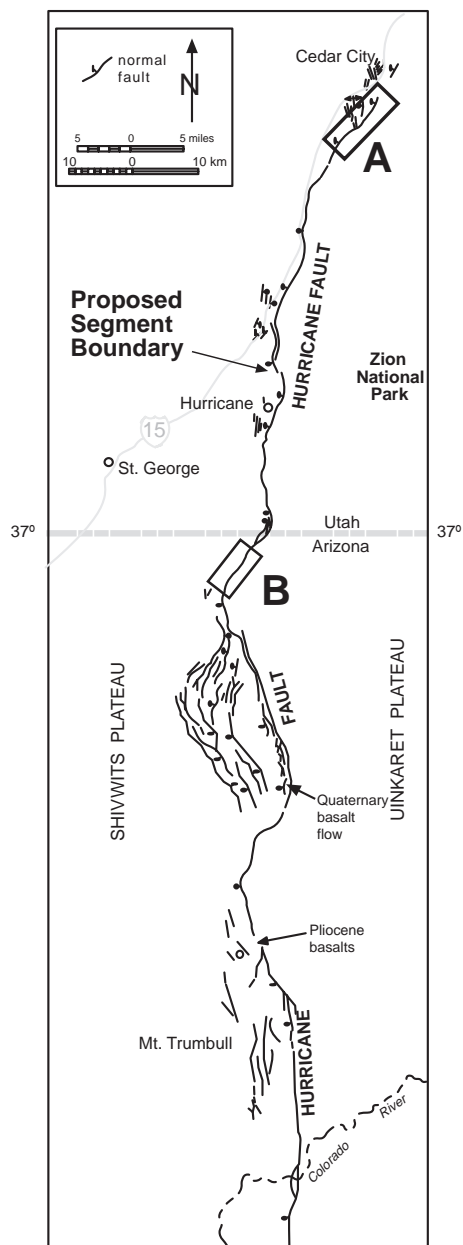 Cedar City
normal
fault
N
5 0 5 miles
10 0 10 km
A
HURRICANE FAULT
Proposed
Segment
Boundary
Zion
National
Park
Hurricane
15
St. George
37º
Utah
37º
Arizona
B
SHIVWITS PLATEAU
FAULT
UINKARET PLATEAU
Quaternary
basalt
flow
Pliocene
basalts
Mt. Trumbull
HURRICANE
Colorado River